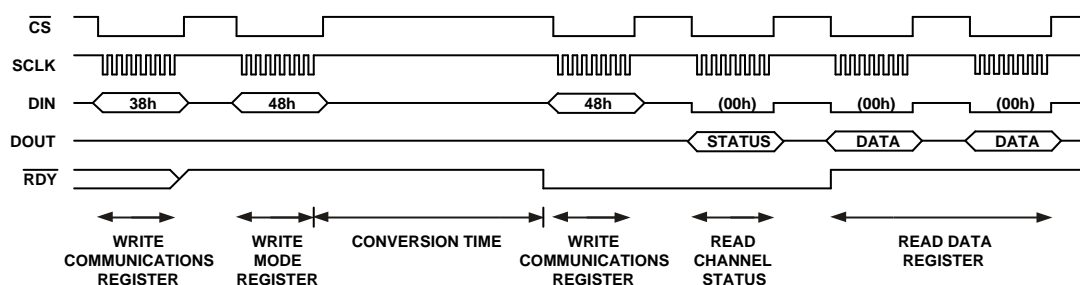 CS
SCLK
DIN 38h 48h 48h (00h) (00h) (00h)
DOUT STATUS DATA DATA
RDY
WRITE
COMMUNICATIONS
REGISTER
WRITE
MODE
REGISTER
CONVERSION TIME
WRITE
COMMUNICATIONS
REGISTER
READ
CHANNEL
STATUS
READ DATA
REGISTER